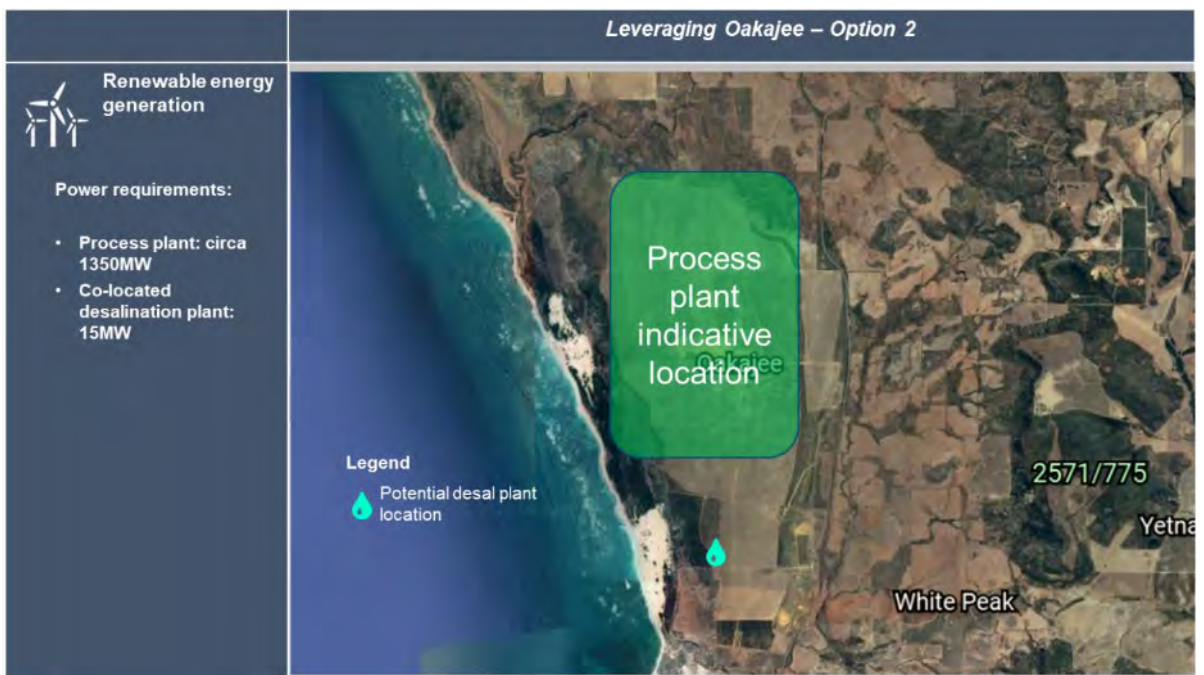 Leveraging Oakajee – Option 2
Renewable energy
generation
Power requirements:
• Process plant: circa
1350MW
• Co-located
desalination plant:
15MW
Process
plant
indicative
location
Oakajee
Legend
Potential desal plant
location
2571/775
Yetna
White Peak